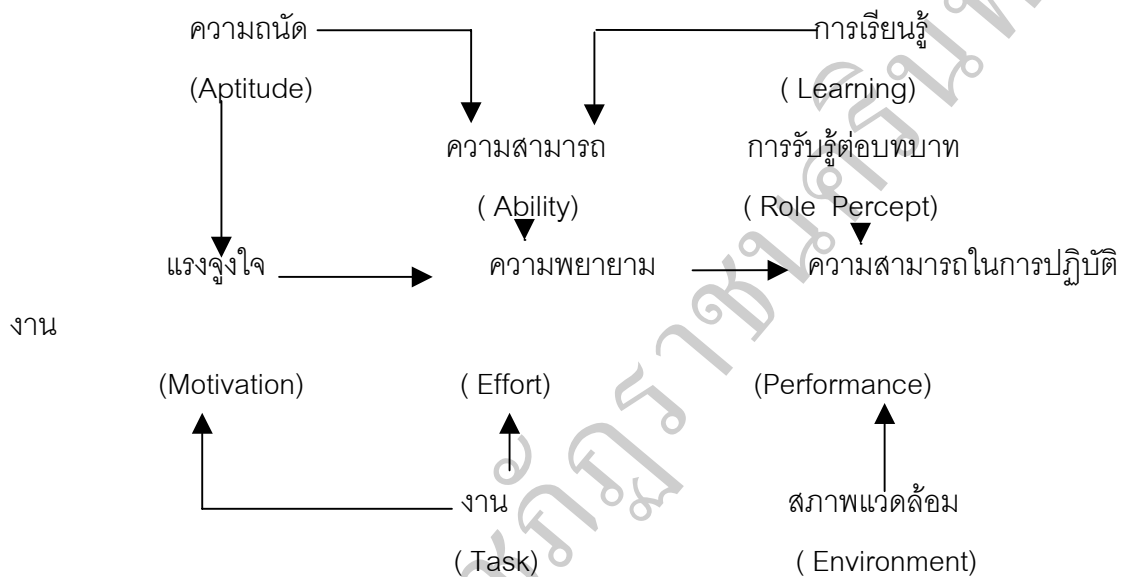 ความถนัด การเรียนรู้
(Aptitude) ( Learning)
ความสามารถ การรับรู้ต่อบทบาท
( Ability) ( Role Percept)
แรงจูงใจ ความพยายาม ความสามารถในการปฏิบัติ
งาน
(Motivation) ( Effort) (Performance)
งาน สภาพแวดล้อม
( Task) ( Environment)